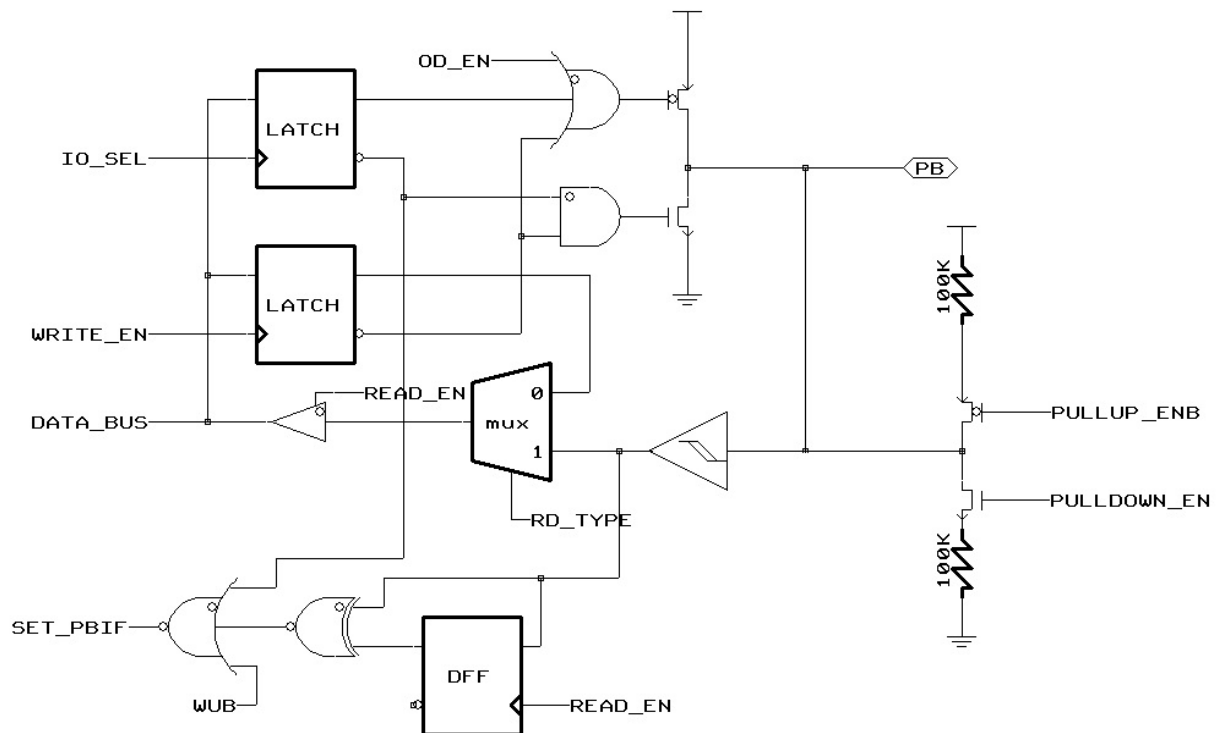 OD_EN
LATCH
IO_SEL
PB
100K
LATCH
WRITE_EN
READ_EN
0
DATA_BUS
mux
PULLUP_ENB
1
PULLDOWN_EN
RD_TYPE
100K
SET_PBIF
DFF
WUB
READ_EN